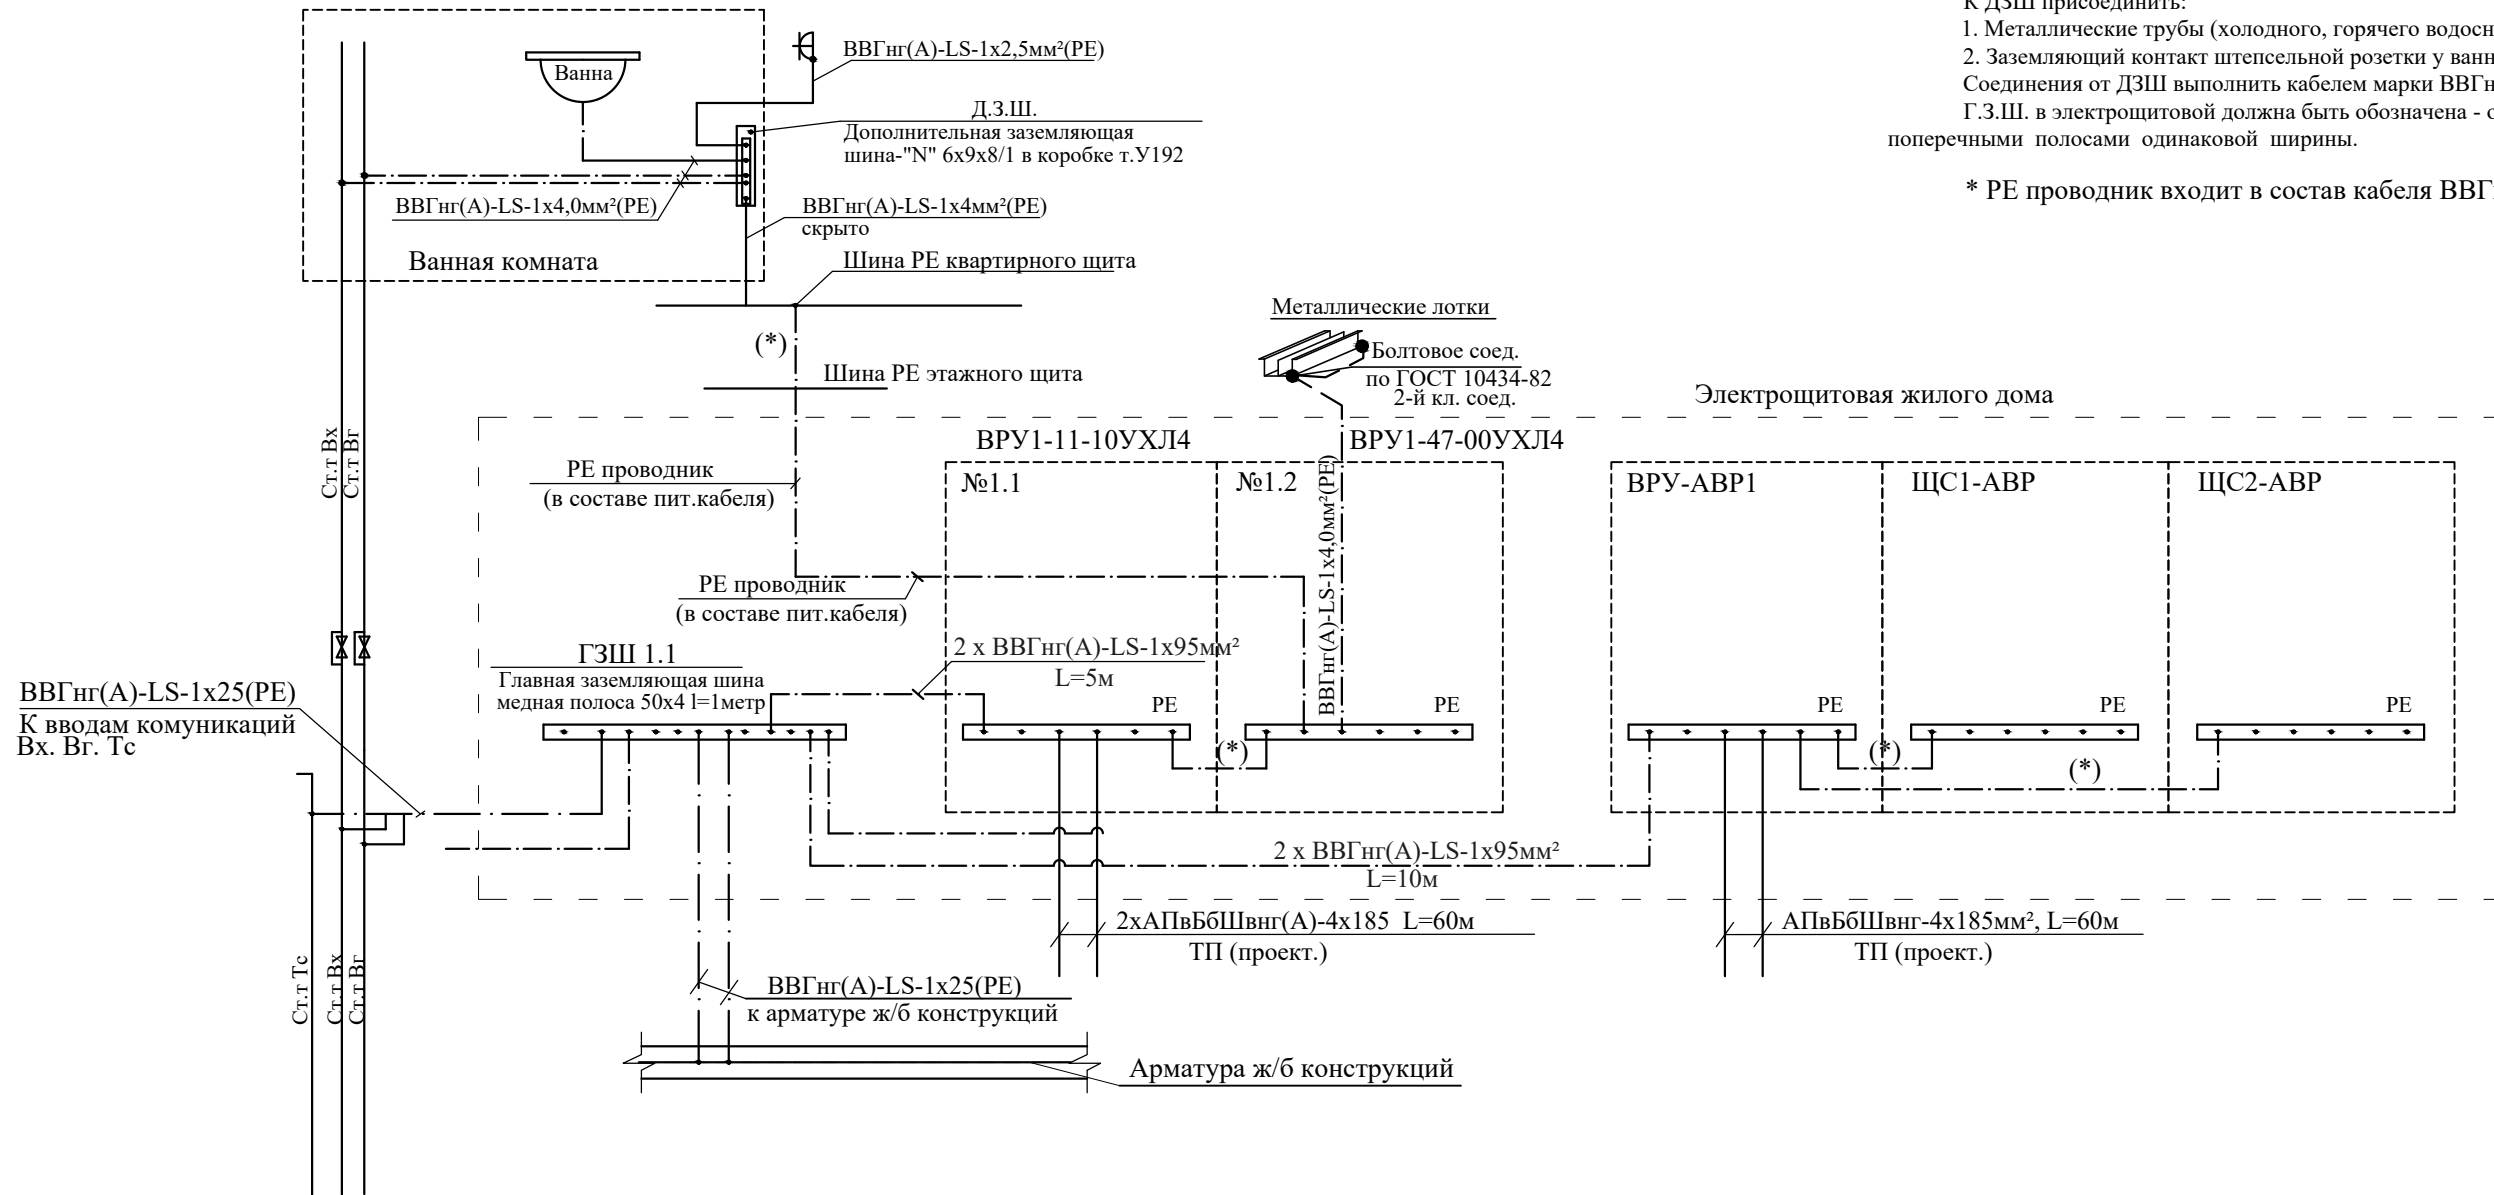 К ДЗШ присоединить:
1. Металлические трубы (холодного, горячего водосн
2. Заземляющий контакт штепсельной розетки у ванн
Соединения от ДЗШ выполнить кабелем марки ВВГн
Г.З.Ш. в электрощитовой должна быть обозначена -
поперечными полосами одинаковой ширины.
* РЕ проводник входит в состав кабеля ВВГ
Ванна
ВВГнг(А)-LS-1х2,5мм²(РЕ)
Д.З.Ш.
Дополнительная заземляющая
шина-"N" 6х9х8/1 в коробке т.У192
ВВГнг(А)-LS-1х4,0мм²(РЕ)
ВВГнг(А)-LS-1х4мм²(РЕ)
скрыто
Ванная комната
Шина РЕ квартирного щита
(*)
Шина РЕ этажного щита
Металлические лотки
Болтовое соед.
по ГОСТ 10434-82
2-й кл. соед.
Электрощитовая жилого дома
Ст.т Вх
Ст.т Вг
РЕ проводник
(в составе пит.кабеля)
ВРУ1-11-10УХЛ4
ВРУ1-47-00УХЛ4
№1.1
№1.2
ВРУ-АВР1
ЩС1-АВР
ЩС2-АВР
ВВГнг(А)-LS-1х4,0мм²(РЕ)
РЕ проводник
(в составе пит.кабеля)
ГЗШ 1.1
Главная заземляющая шина
медная полоса 50х4 l=1метр
2 х ВВГнг(А)-LS-1х95мм²
L=5м
РЕ
РЕ
РЕ
РЕ
РЕ
ВВГнг(А)-LS-1х25(РЕ)
К вводам комуникаций
Вх. Вг. Тс
(*)
(*)
(*)
2 х ВВГнг(А)-LS-1х95мм²
L=10м
2хАПвБбШвнг(А)-4х185 L=60м
ТП (проект.)
АПвБбШвнг-4х185мм², L=60м
ТП (проект.)
Ст.т Тс
Ст.т Вх
Ст.т Вг
ВВГнг(А)-LS-1х25(РЕ)
к арматуре ж/б конструкций
Арматура ж/б конструкций